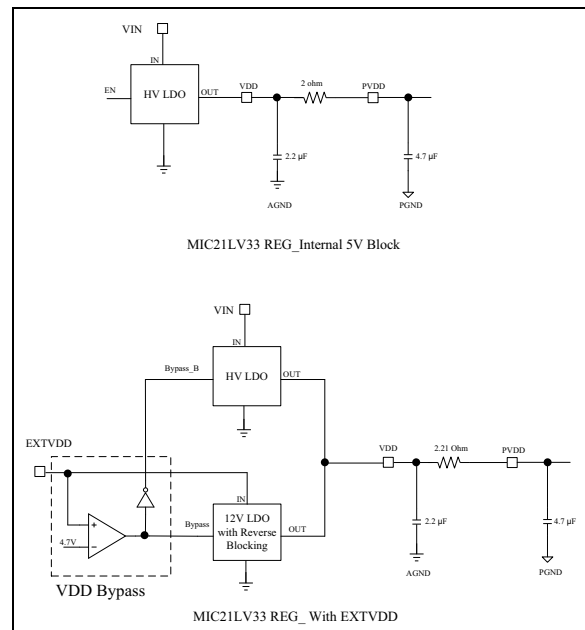 VIN
IN
EN
HV LDO
OUT
VDD
2 ohm
PVDD
2.2 µF
4.7 µF
AGND
PGND
MIC21LV33 REG_Internal 5V Block
VIN
IN
Bypass_B
HV LDO
OUT
EXTVDD
VDD
2.21 Ohm
PVDD
IN
+
4.7V
−
Bypass
12V LDO
with Reverse
Blocking
OUT
2.2 µF
4.7 µF
AGND
PGND
VDD Bypass
MIC21LV33 REG_ With EXTVDD